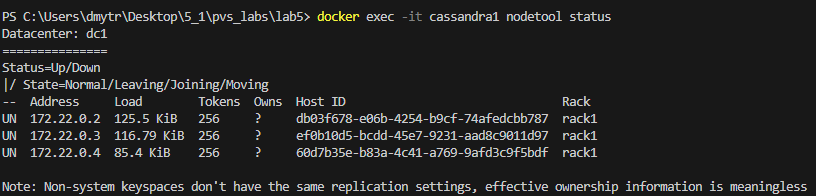 PS C:\Users\dmytr\Desktop\5_1\pvs_labs\lab5> docker exec -it cassandra1 nodetool status
Datacenter: dc1
===============
Status=Up/Down
|/ State=Normal/Leaving/Joining/Moving
--  Address     Load        Tokens  Owns  Host ID                               Rack
UN  172.22.0.2  125.5 KiB   256     ?     db03f678-e06b-4254-b9cf-74afedcbb787  rack1
UN  172.22.0.3  116.79 KiB  256     ?     ef0b10d5-bcdd-45e7-9231-aad8c9011d97  rack1
UN  172.22.0.4  85.4 KiB    256     ?     60d7b35e-b83a-4c41-a769-9afd3c9f5bdf  rack1
Note: Non-system keyspaces don't have the same replication settings, effective ownership information is meaningless